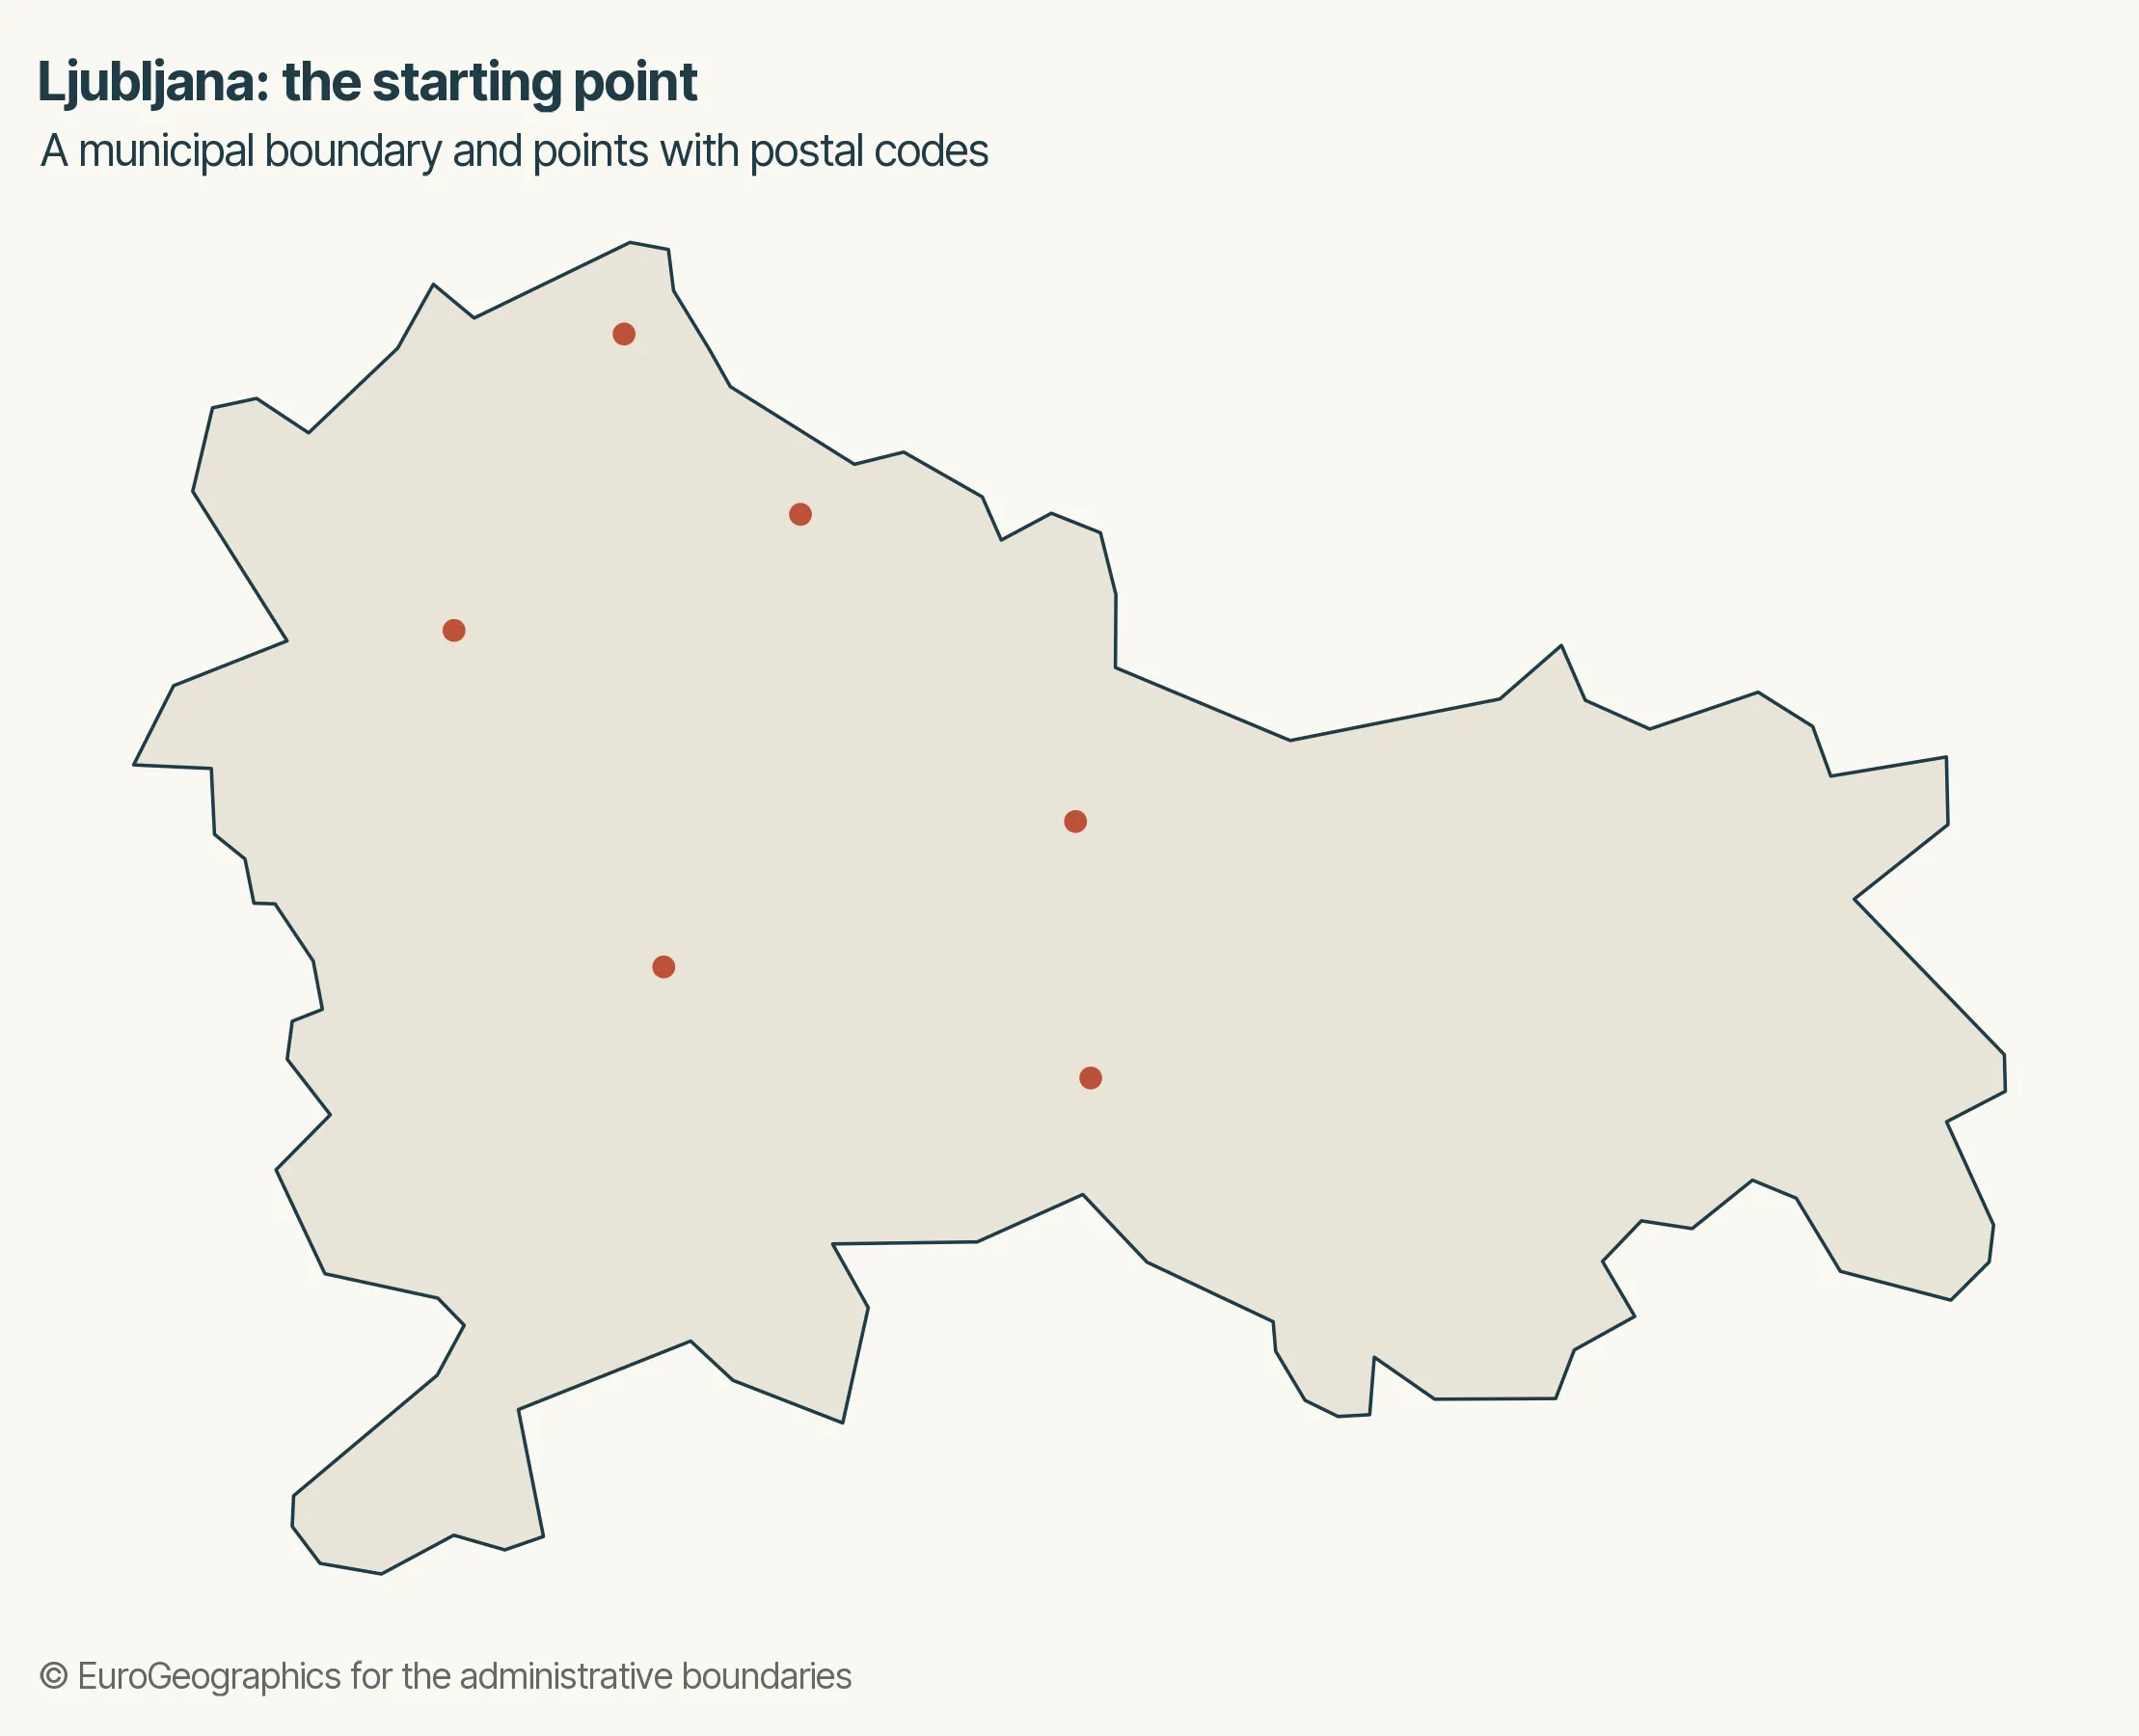 Ljubljana: the starting point
A municipal boundary and points with postal codes
© EuroGeographics for the administrative boundaries